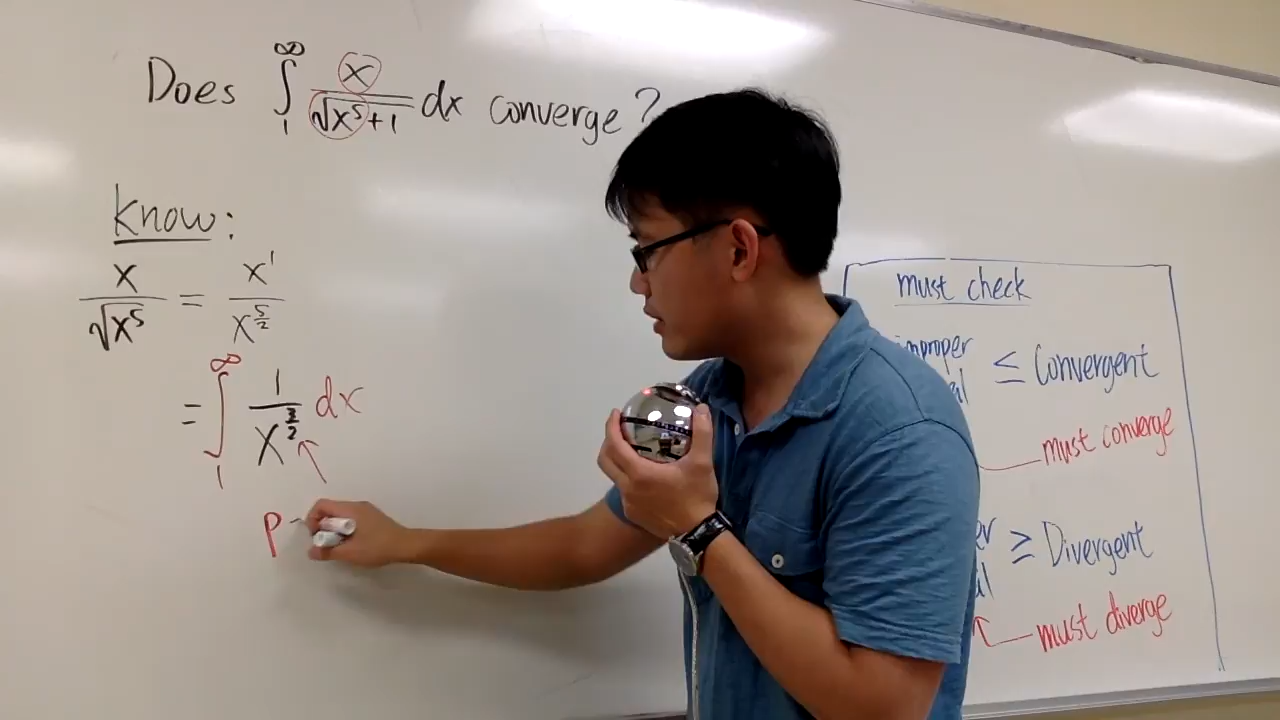 Does ∫₁^∞ x/(√x⁵+1) dx converge?
know:
x/√x⁵ = x¹/x^(5/2)
= ∫₁^∞ 1/x^(3/2) dx
p
must check
improper ≤ Convergent
must converge
≥ Divergent
must diverge